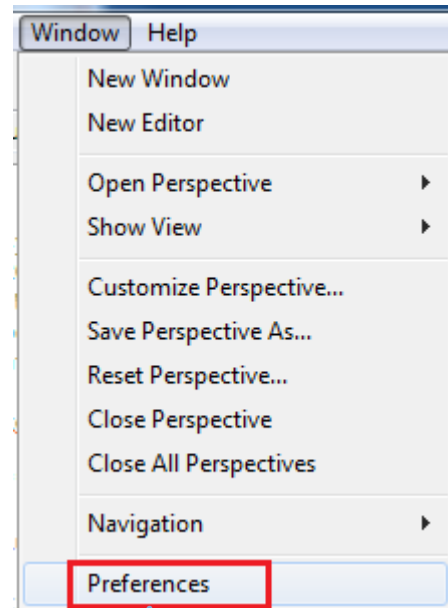 Window Help
New Window
New Editor
Open Perspective
Show View
Customize Perspective...
Save Perspective As...
Reset Perspective...
Close Perspective
Close All Perspectives
Navigation
Preferences